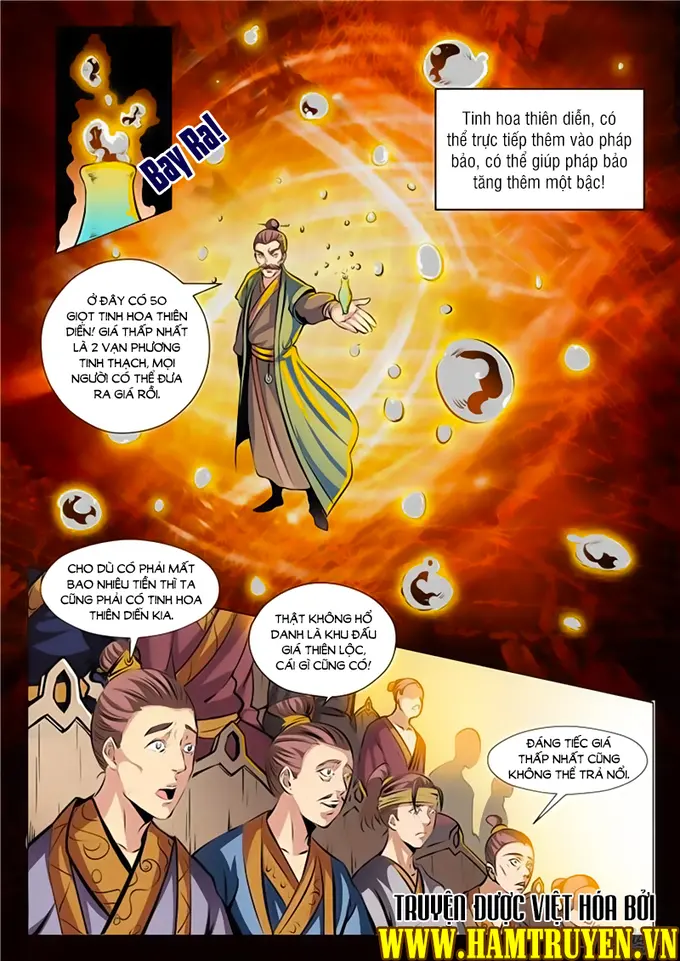 Bay Ra!
Tinh hoa thiên diễn, có
thể trực tiếp thêm vào pháp
bảo, có thể giúp pháp bảo
tăng thêm một bậc!
Ở ĐÂY CÓ 50
GIỌT TINH HOA THIÊN
DIỄN! GIÁ THẤP NHẤT
LÀ 2 VẠN PHƯƠNG
TINH THẠCH, MỌI
NGƯỜI CÓ THỂ ĐƯA
RA GIÁ RỒI.
CHO DÙ CÓ PHẢI MẤT
BAO NHIÊU TIỀN THÌ TA
CŨNG PHẢI CÓ TINH HOA
THIÊN DIỄN KIA.
THẬT KHÔNG HỔ
DANH LÀ KHU ĐẤU
GIÁ THIÊN LỘC,
CÁI GÌ CŨNG CÓ!
ĐÁNG TIẾC GIÁ
THẤP NHẤT CŨNG
KHÔNG THỂ TRẢ NỔI.
TRUYỆN ĐƯỢC VIỆT HÓA BỞI
WWW.HAMTRUYEN.VN